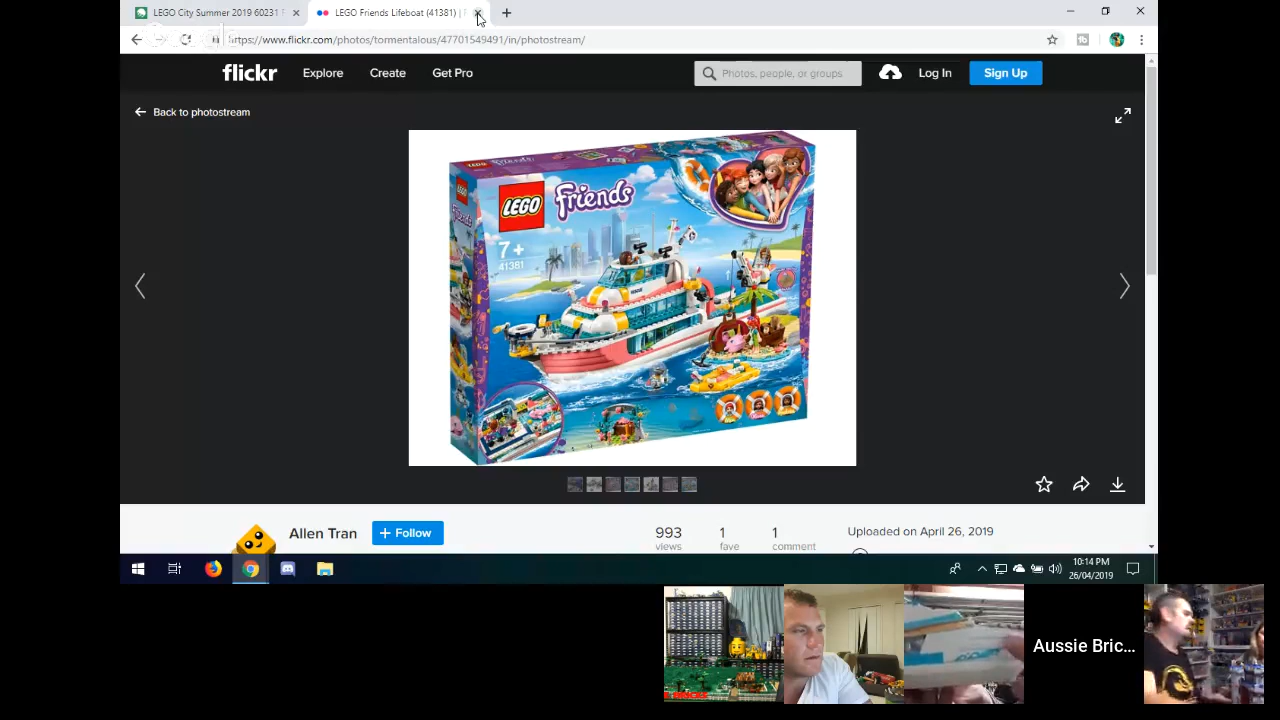 LEGO City Summer 2019 60231 F
LEGO Friends Lifeboat (41381) |
https://www.flickr.com/photos/tormentalous/47701549491/in/photostream/
flickr
Explore
Create
Get Pro
Photos, people, or groups
Log In
Sign Up
Back to photostream
LEGO
Friends
7+
41381
Allen Tran
+ Follow
993
views
1
fave
1
comment
Uploaded on April 26, 2019
10:14 PM
26/04/2019
Aussie Bric...